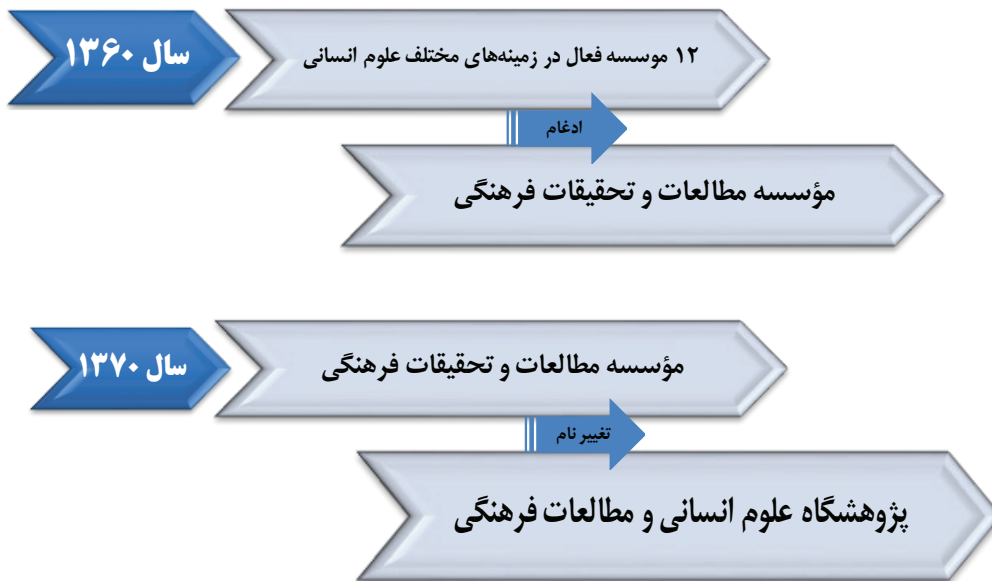 سال ۱۳۶۰
۱۲ موسسه فعال در زمینه‌های مختلف علوم انسانی
ادغام
مؤسسه مطالعات و تحقیقات فرهنگی
سال ۱۳۷۰
مؤسسه مطالعات و تحقیقات فرهنگی
تغییر نام
پژوهشگاه علوم انسانی و مطالعات فرهنگی